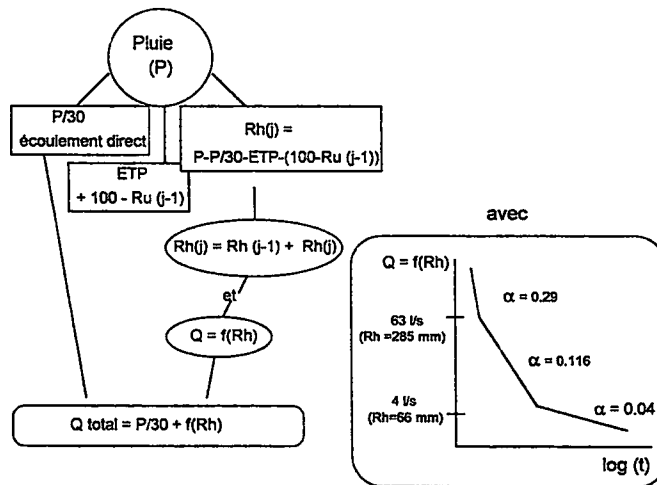 Pluie
(P)
P/30
écoulement direct
ETP
+ 100 - Ru (j-1)
Rh(j) =
P-P/30-ETP-(100-Ru (j-1))
Rh(j) = Rh (j-1) + Rh(j)
et
Q = f(Rh)
Q total = P/30 + f(Rh)
avec
Q = f(Rh)
α = 0.29
63 l/s
(Rh =285 mm)
α = 0.116
4 l/s
(Rh=66 mm)
α = 0.04
log (t)